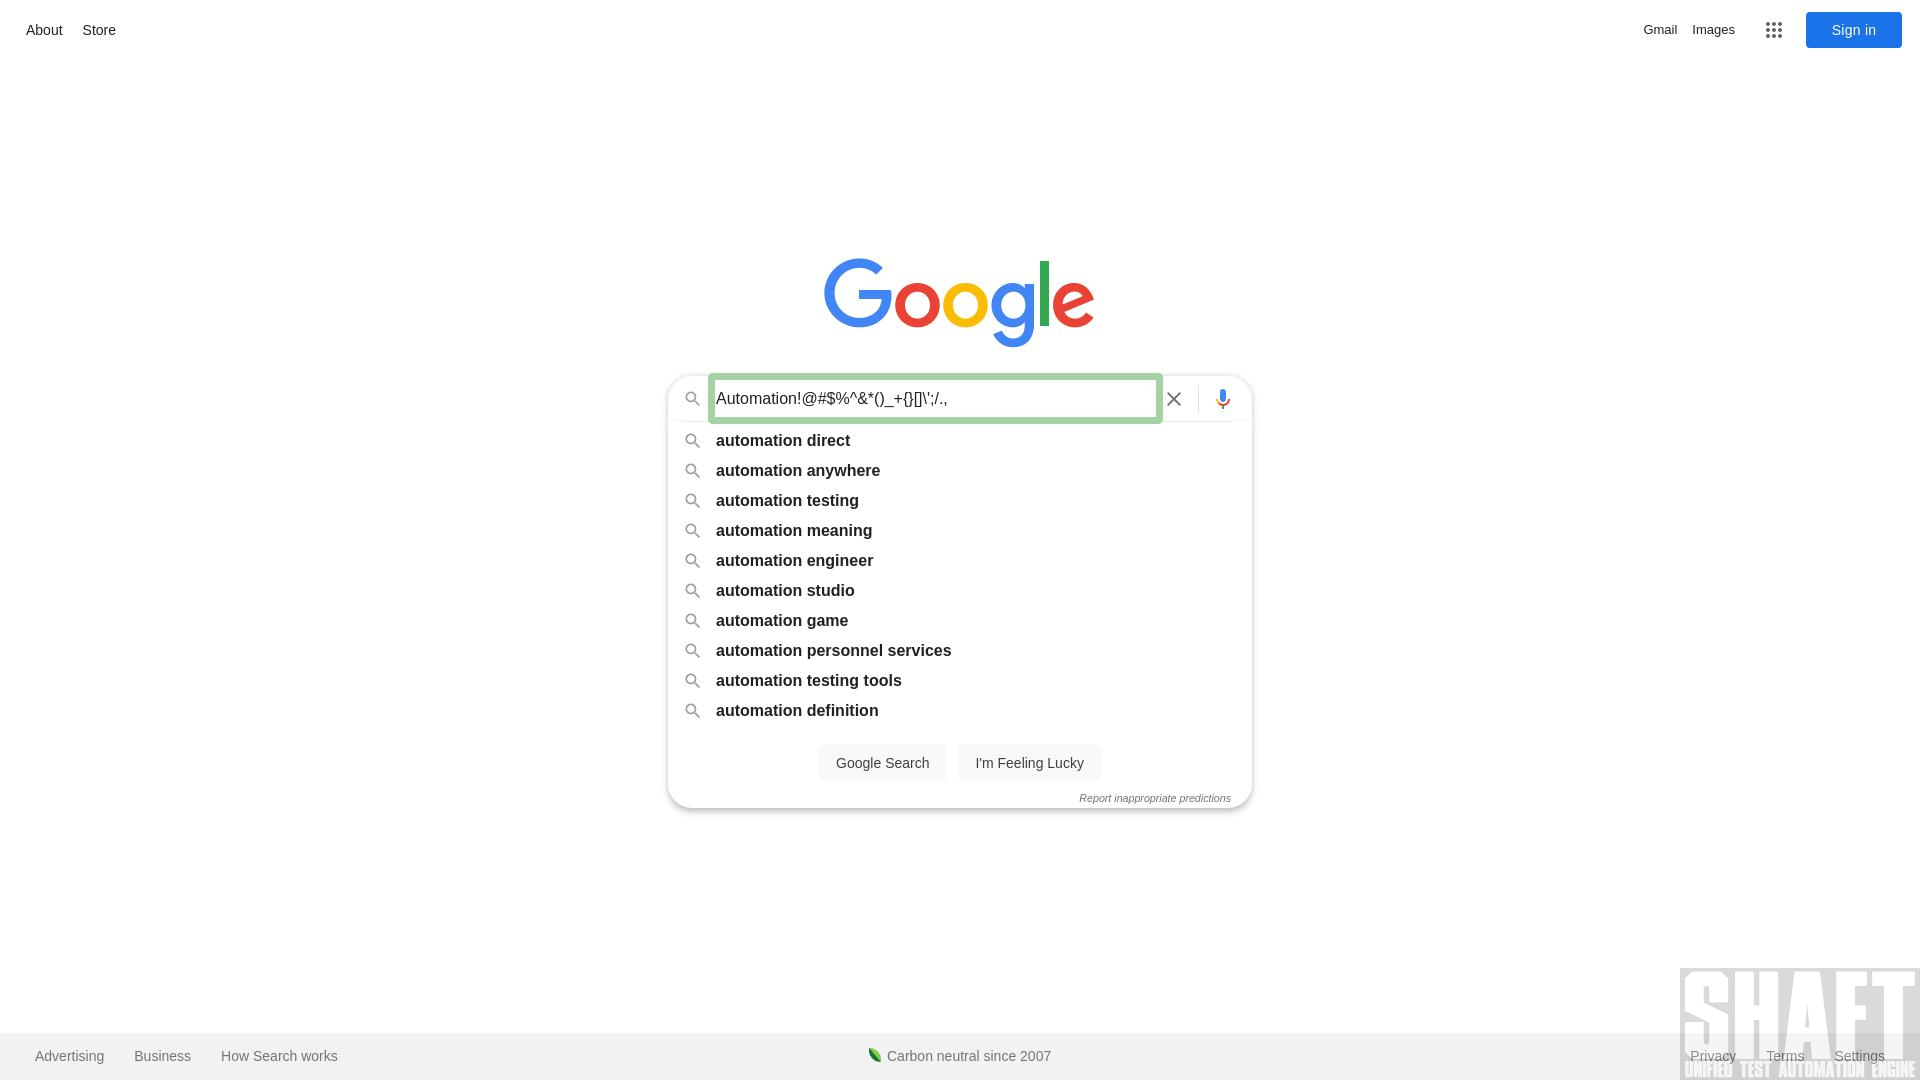 About Store Gmail Images Sign in
Google
Automation!@#$%^&*()_+{}[]\';/.,
automation direct
automation anywhere
automation testing
automation meaning
automation engineer
automation studio
automation game
automation personnel services
automation testing tools
automation definition
Google Search I'm Feeling Lucky
Report inappropriate predictions
SHAFT
Advertising Business How Search works Carbon neutral since 2007 Privacy Terms Settings
UNIFIED TEST AUTOMATION ENGINE